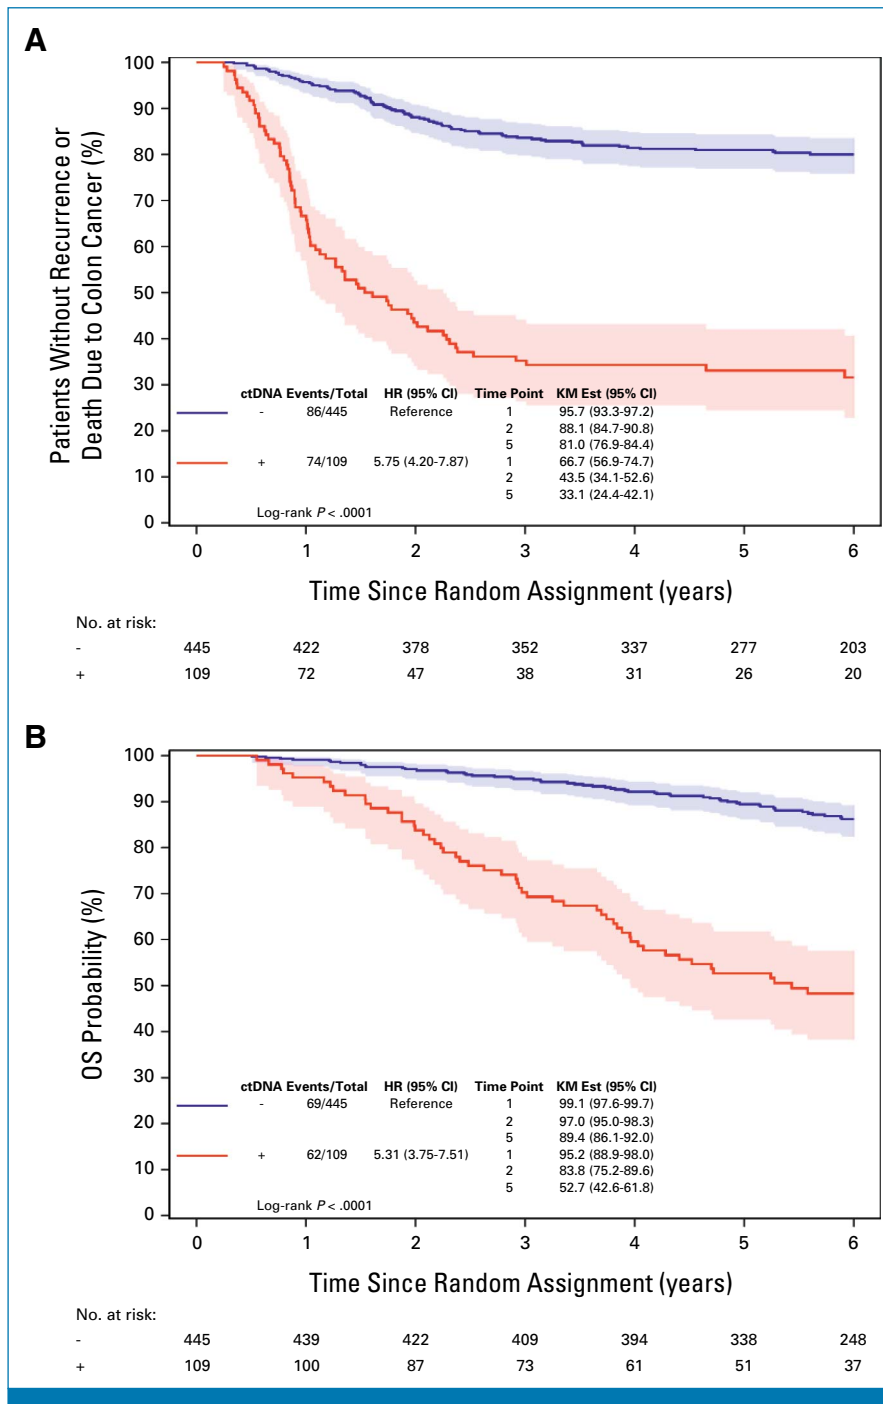 A
Patients Without Recurrence or
Death Due to Colon Cancer (%)
100
90
80
70
60
50
40
30
20
10
0
ctDNA Events/Total HR (95% CI) Time Point KM Est (95% CI)
- 86/445 Reference 1 95.7 (93.3-97.2)
2 88.1 (84.7-90.8)
5 81.0 (76.9-84.4)
+ 74/109 5.75 (4.20-7.87) 1 66.7 (56.9-74.7)
2 43.5 (34.1-52.6)
5 33.1 (24.4-42.1)
Log-rank P < .0001
0 1 2 3 4 5 6
Time Since Random Assignment (years)
No. at risk:
- 445 422 378 352 337 277 203
+ 109 72 47 38 31 26 20
B
OS Probability (%)
100
90
80
70
60
50
40
30
20
10
0
ctDNA Events/Total HR (95% CI) Time Point KM Est (95% CI)
- 69/445 Reference 1 99.1 (97.6-99.7)
2 97.0 (95.0-98.3)
5 89.4 (86.1-92.0)
+ 62/109 5.31 (3.75-7.51) 1 95.2 (88.9-98.0)
2 83.8 (75.2-89.6)
5 52.7 (42.6-61.8)
Log-rank P < .0001
0 1 2 3 4 5 6
Time Since Random Assignment (years)
No. at risk:
- 445 439 422 409 394 338 248
+ 109 100 87 73 61 51 37